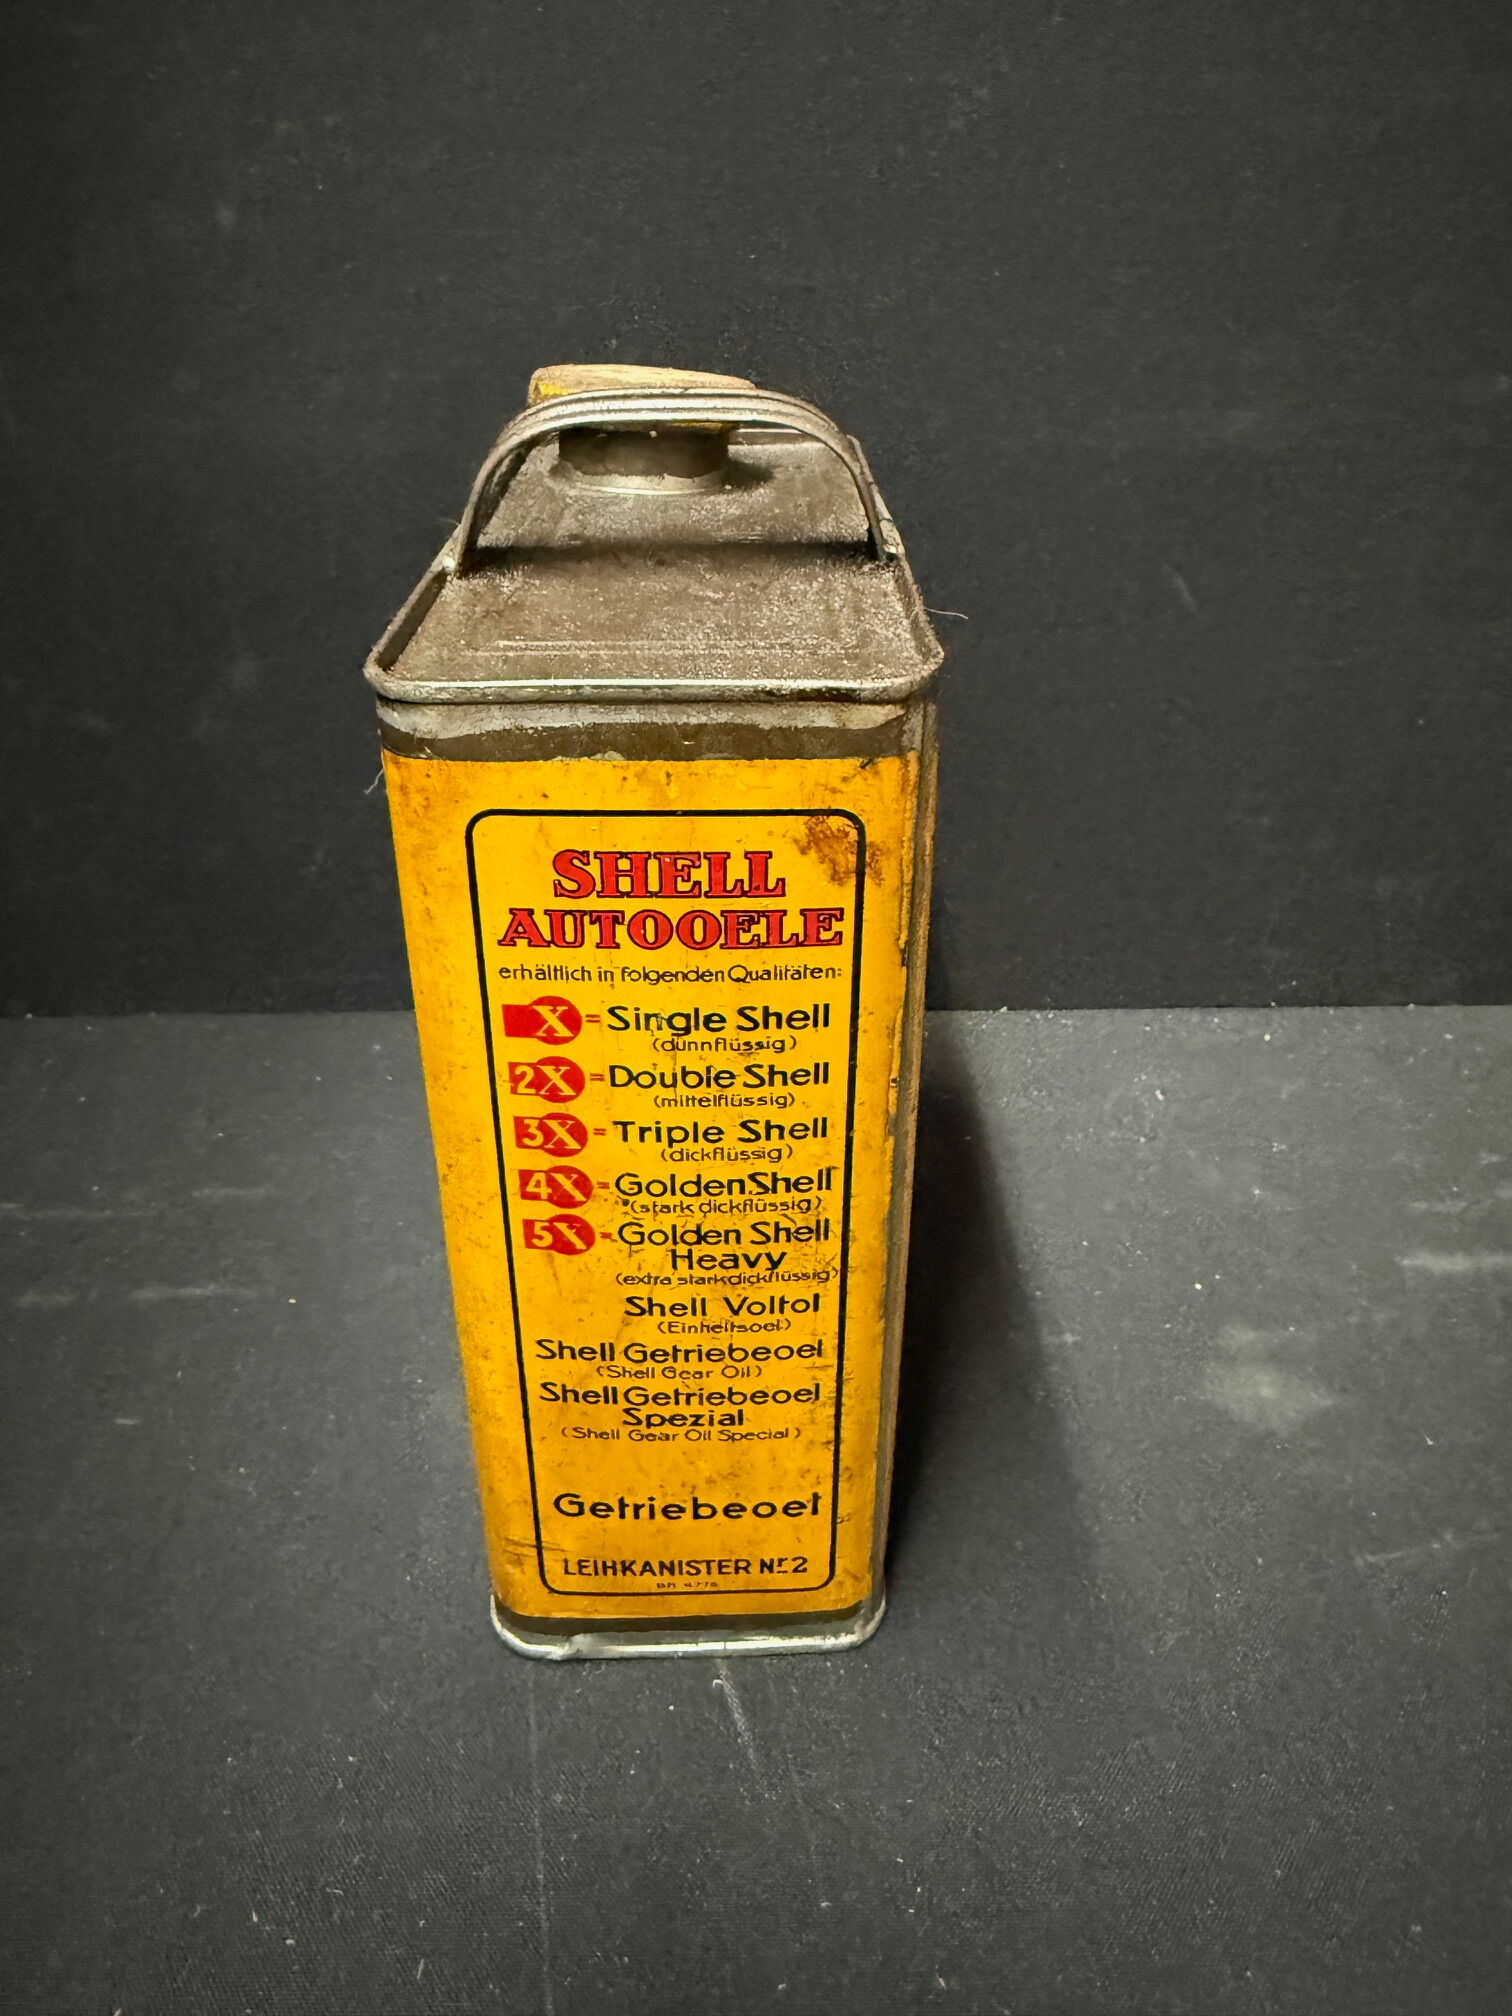 SHELL
AUTOOELE
erhältlich in folgenden Qualitäten:
X = Single Shell
(dünnflüssig)
2X = Double Shell
(mittelflüssig)
3X = Triple Shell
(dickflüssig)
4X = Golden Shell
(stark dickflüssig)
5X = Golden Shell
Heavy
(extra stark dickflüssig)
Shell Voltol
(Einheitsoel)
Shell Getriebeoel
(Shell Gear Oil)
Shell Getriebeoel
Spezial
(Shell Gear Oil Special)
Getriebeoel
LEIHKANISTER Nr. 2